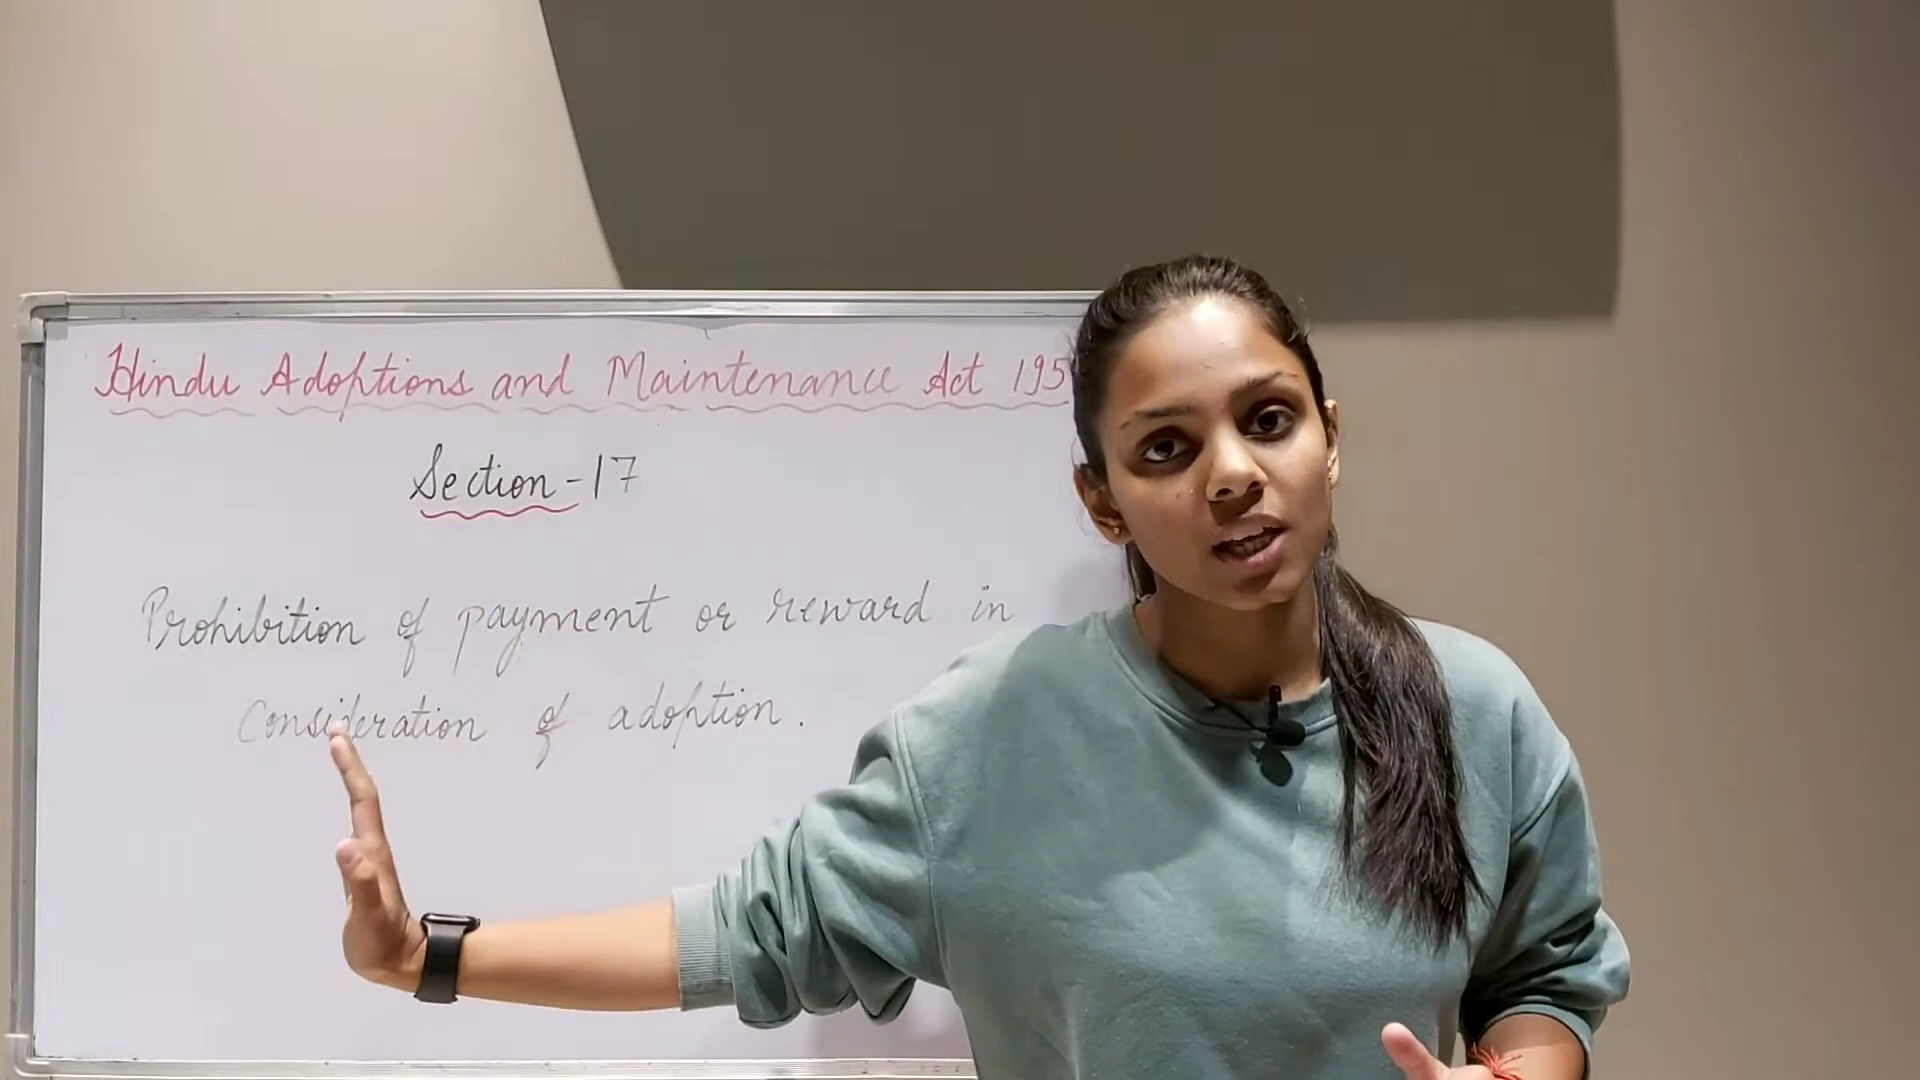 Hindu Adoptions and Maintenance Act 195
Section-17
Prohibition of payment or reward in
Consideration of adoption.